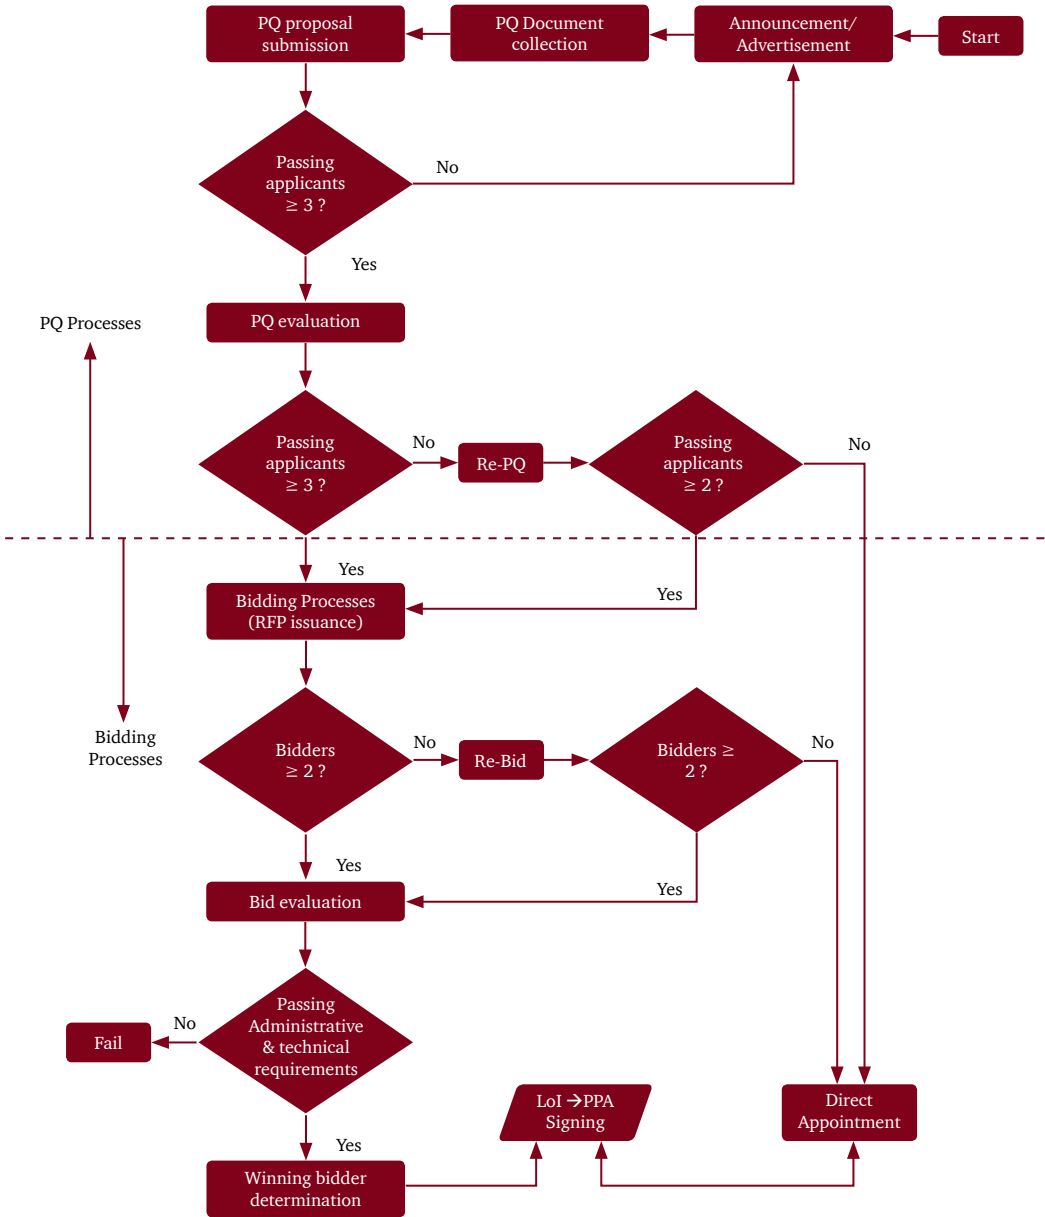 PQ proposal
submission
PQ Document
collection
Announcement/
Advertisement
Start
Passing
applicants
≥ 3 ?
No
Yes
PQ Processes
PQ evaluation
Passing
applicants
≥ 3 ?
No
Re-PQ
Passing
applicants
≥ 2 ?
No
Yes
Bidding Processes
(RFP issuance)
Yes
Bidding
Processes
Bidders
≥ 2 ?
No
Re-Bid
Bidders ≥
2 ?
No
Yes
Bid evaluation
Yes
Passing
Administrative
& technical
requirements
No
Fail
Yes
LoI →PPA
Signing
Direct
Appointment
Winning bidder
determination